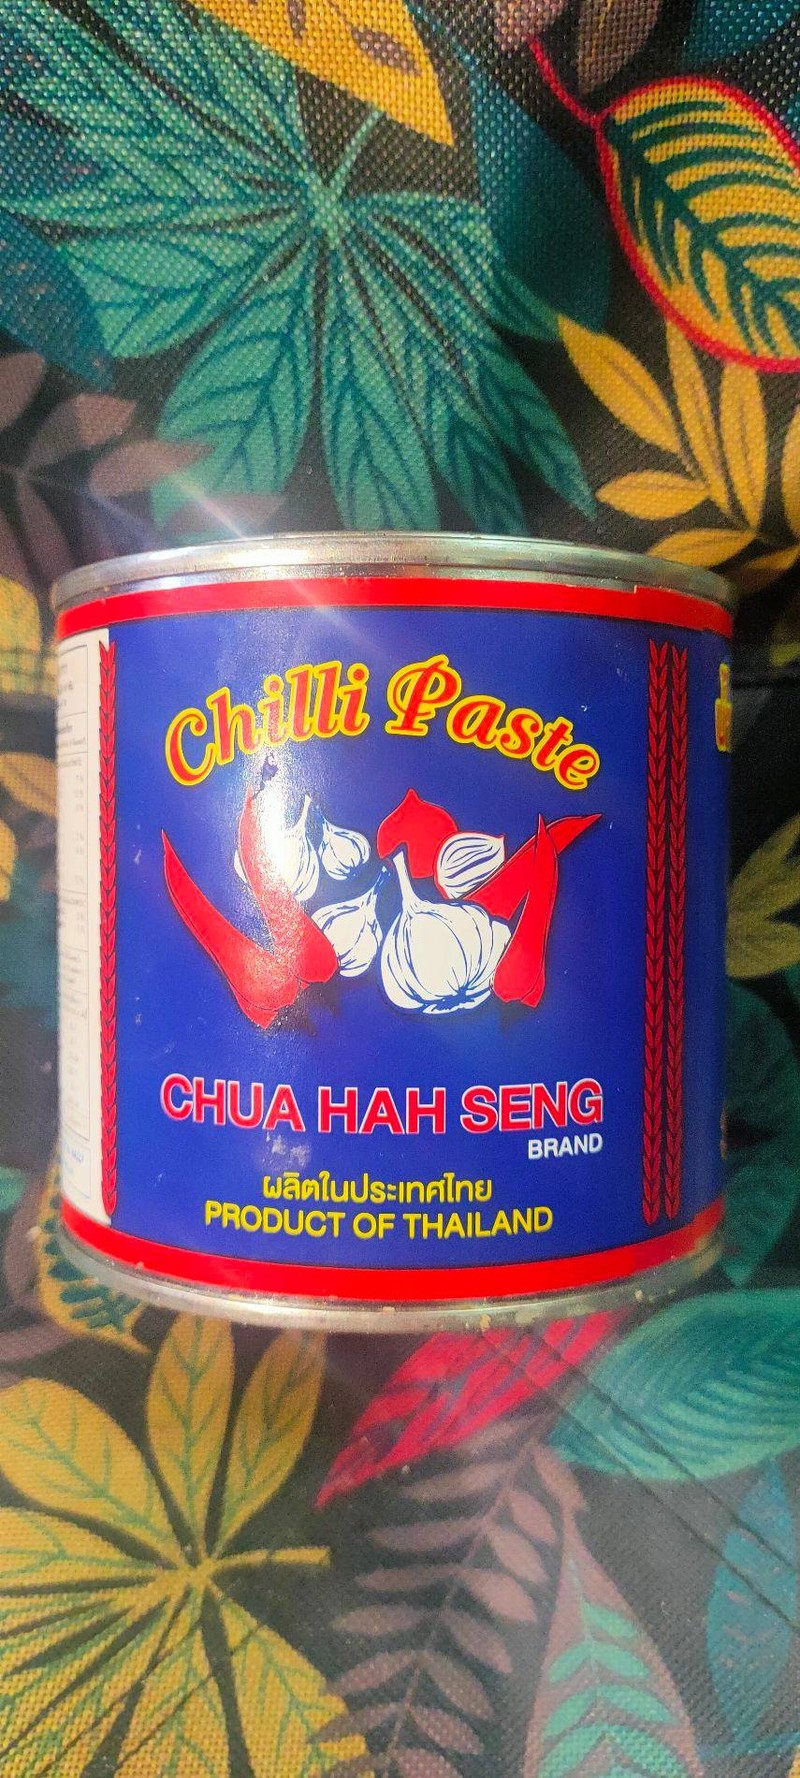 Chilli Paste
CHUA HAH SENG
BRAND
ผลิตในประเทศไทย
PRODUCT OF THAILAND